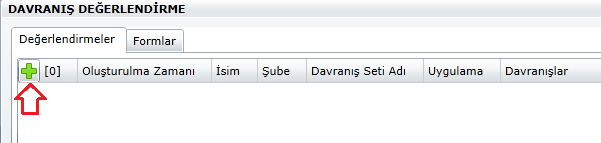 DAVRANIŞ DEĞERLENDİRME
Değerlendirmeler Formlar
[0] Oluşturulma Zamanı İsim Şube Davranış Seti Adı Uygulama Davranışlar